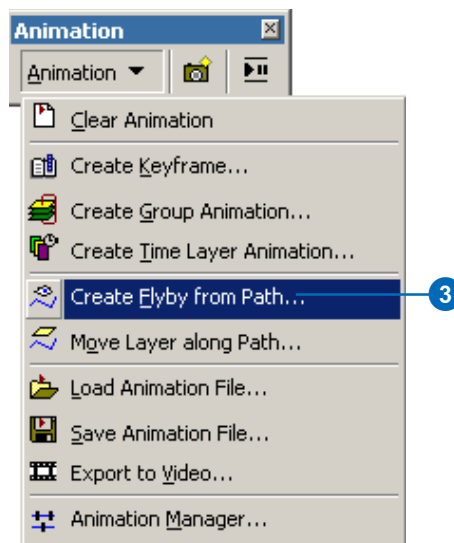 Animation
Animation
Clear Animation
Create Keyframe...
Create Group Animation...
Create Time Layer Animation...
Create Flyby from Path...
3
Move Layer along Path...
Load Animation File...
Save Animation File...
Export to Video...
Animation Manager...